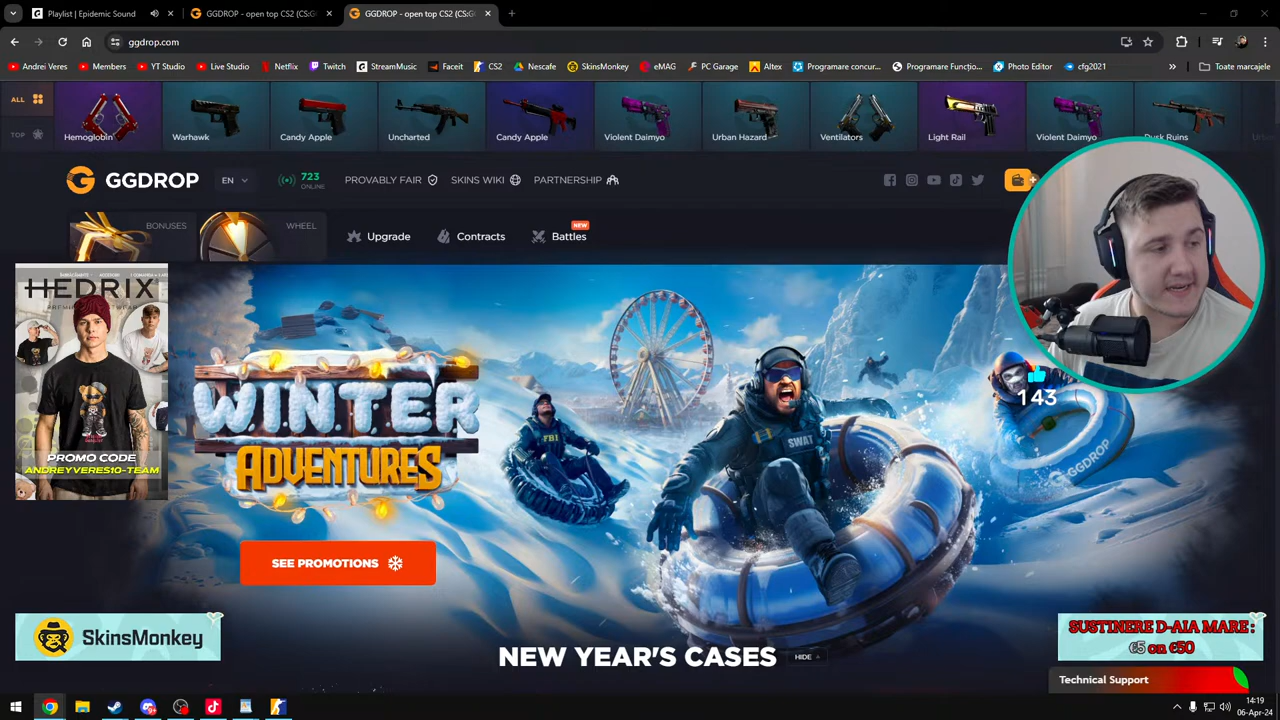 Playlist | Epidemic Sound
GGDROP - open top CS2 (CS:G
GGDROP - open top CS2 (CS:G
ggdrop.com
Andrei Veres
Members
YT Studio
Live Studio
Netflix
Twitch
StreamMusic
Faceit
CS2
Nescafe
SkinsMonkey
eMAG
PC Garage
Altex
Programare concur...
Programare Funcțio...
Photo Editor
cfg2021
Toate marcajele
ALL
TOP
Hemoglobin
Warhawk
Candy Apple
Uncharted
Candy Apple
Violent Daimyo
Urban Hazard
Ventilators
Light Rail
Violent Daimyo
Dusk Ruins
GGDROP
EN
723
ONLINE
PROVABLY FAIR
SKINS WIKI
PARTNERSHIP
BONUSES
WHEEL
Upgrade
Contracts
Battles
NEW
HEDRIX
PROMO CODE
ANDREYVERES10-TEAM
WINTER
ADVENTURES
FBI
SWAT
GGDROP
143
SEE PROMOTIONS
SkinsMonkey
NEW YEAR'S CASES
HIDE
SUSTINERE D-AIA MARE :
€5 on €50
Technical Support
14:19
06-Apr-24